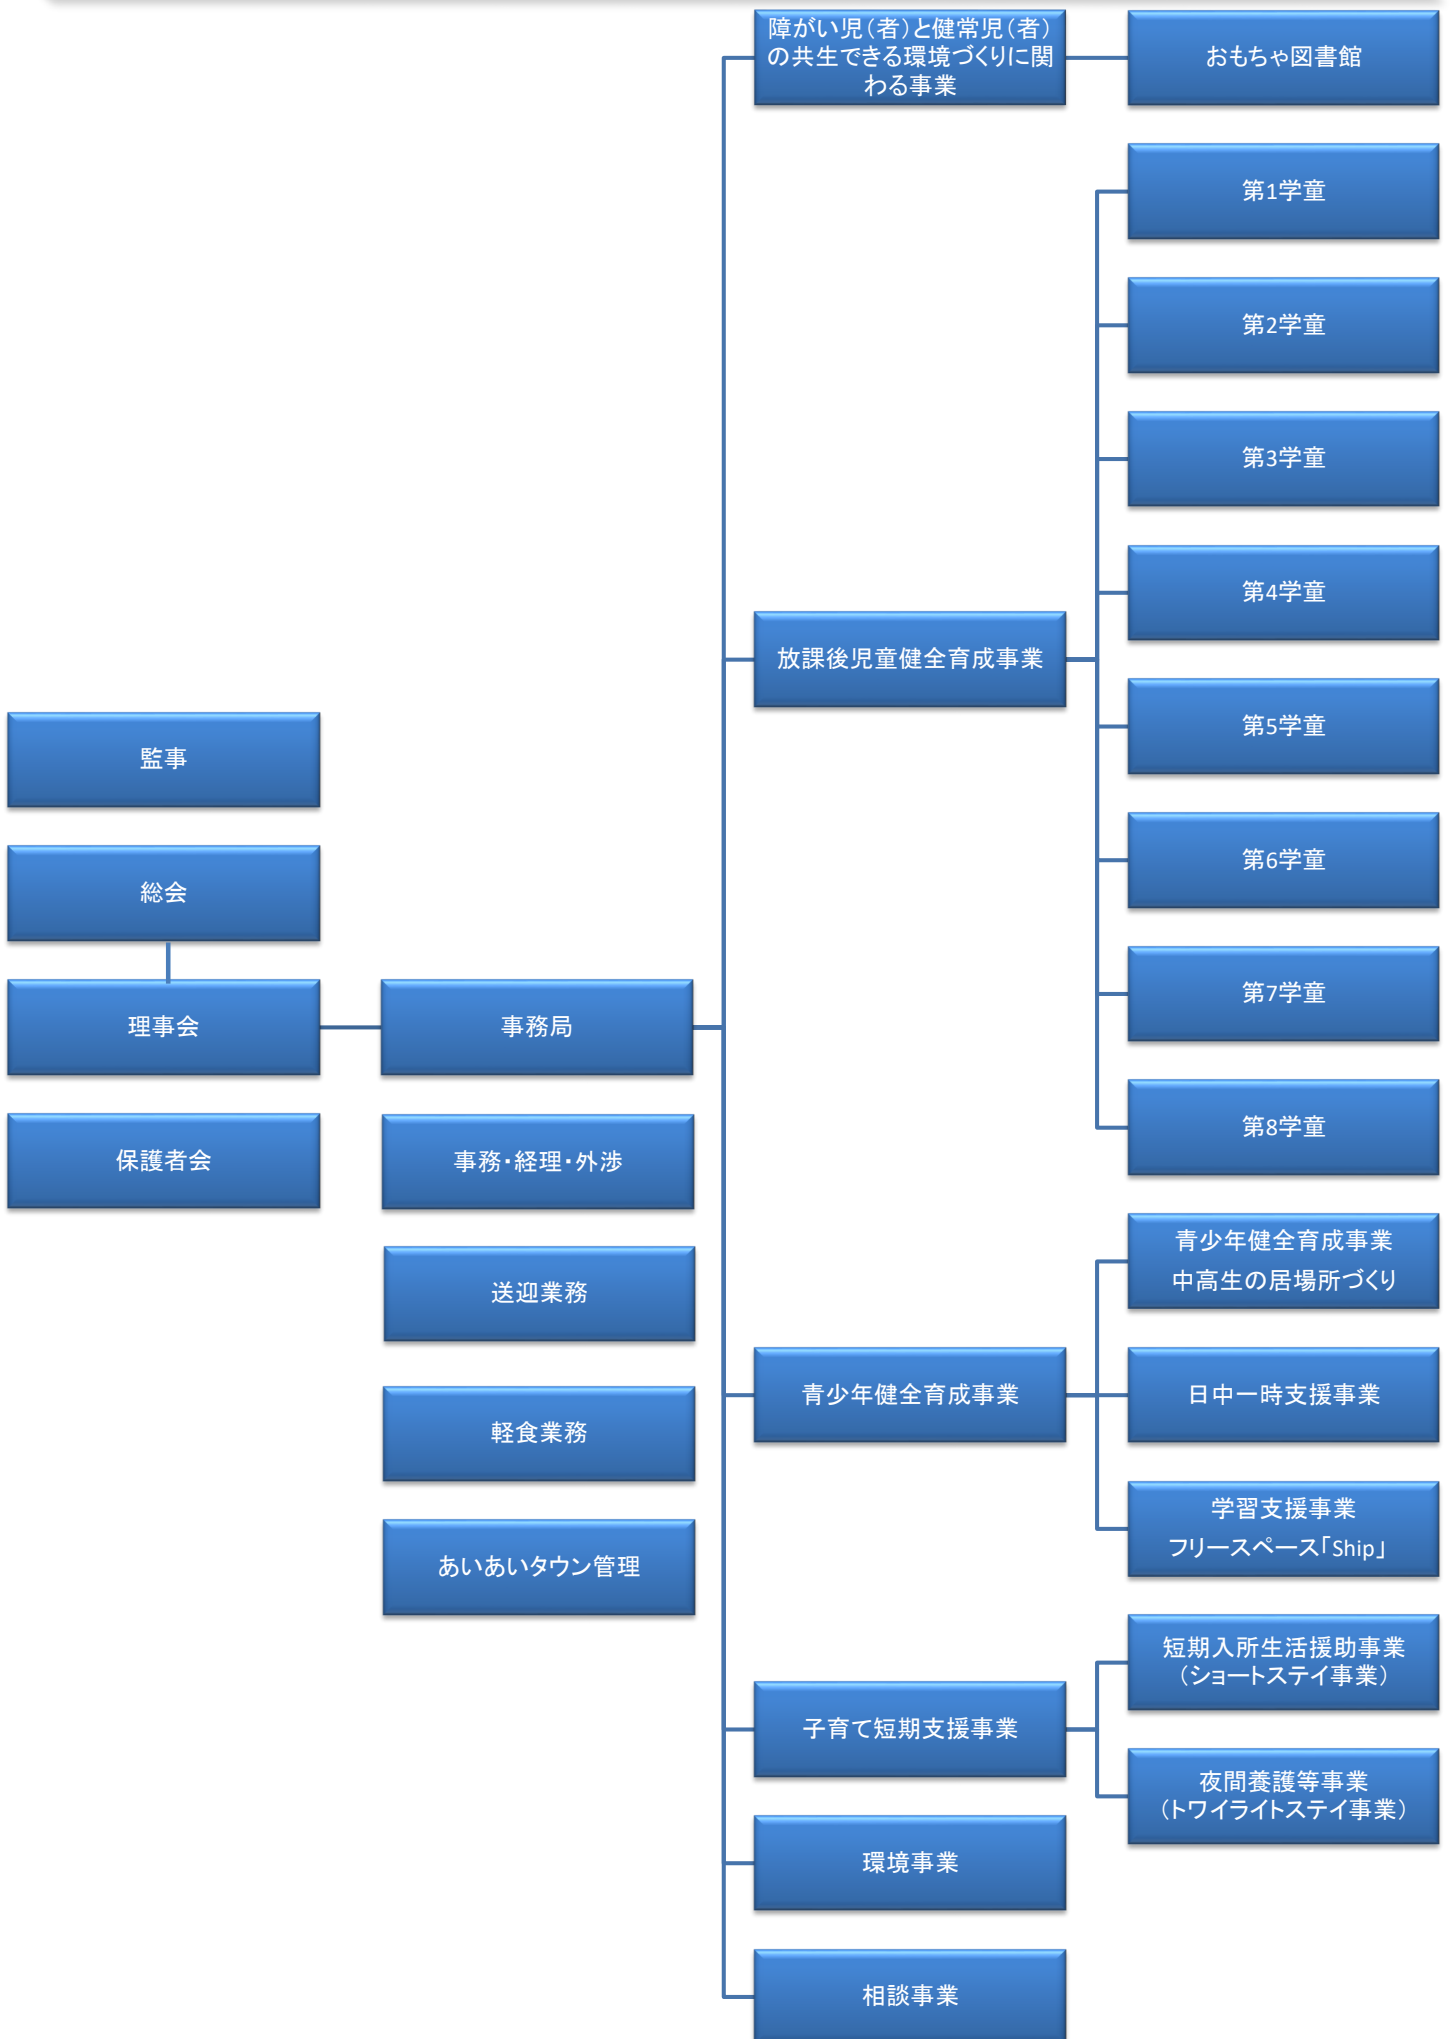 障がい児（者）と健常児（者）
の共生できる環境づくりに関
わる事業
おもちゃ図書館
第1学童
第2学童
第3学童
第4学童
放課後児童健全育成事業
第5学童
監事
第6学童
総会
第7学童
理事会
事務局
第8学童
保護者会
事務・経理・外渉
青少年健全育成事業
中高生の居場所づくり
送迎業務
青少年健全育成事業
日中一時支援事業
軽食業務
学習支援事業
フリースペース「Ship」
あいあいタウン管理
短期入所生活援助事業
（ショートステイ事業）
子育て短期支援事業
夜間養護等事業
（トワイライトステイ事業）
環境事業
相談事業